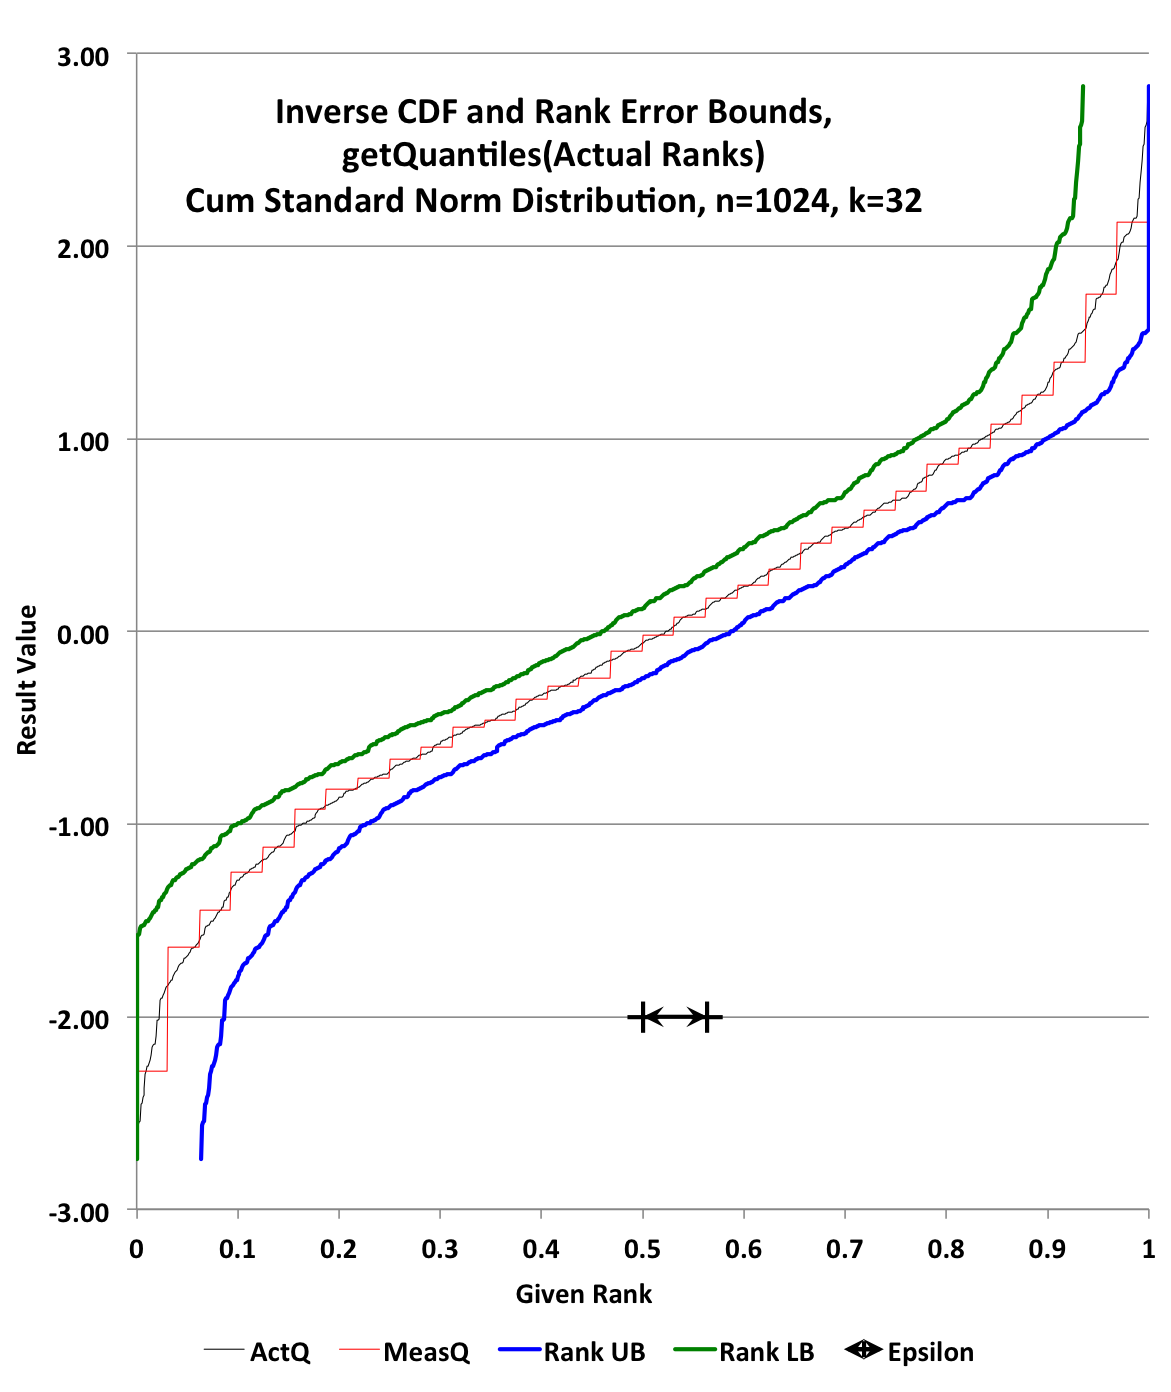 3.00
Inverse CDF and Rank Error Bounds,
getQuantiles(Actual Ranks)
Cum Standard Norm Distribution, n=1024, k=32
2.00
1.00
0.00
-1.00
-2.00
-3.00
Result Value
0 0.1 0.2 0.3 0.4 0.5 0.6 0.7 0.8 0.9 1
Given Rank
ActQ MeasQ Rank UB Rank LB Epsilon